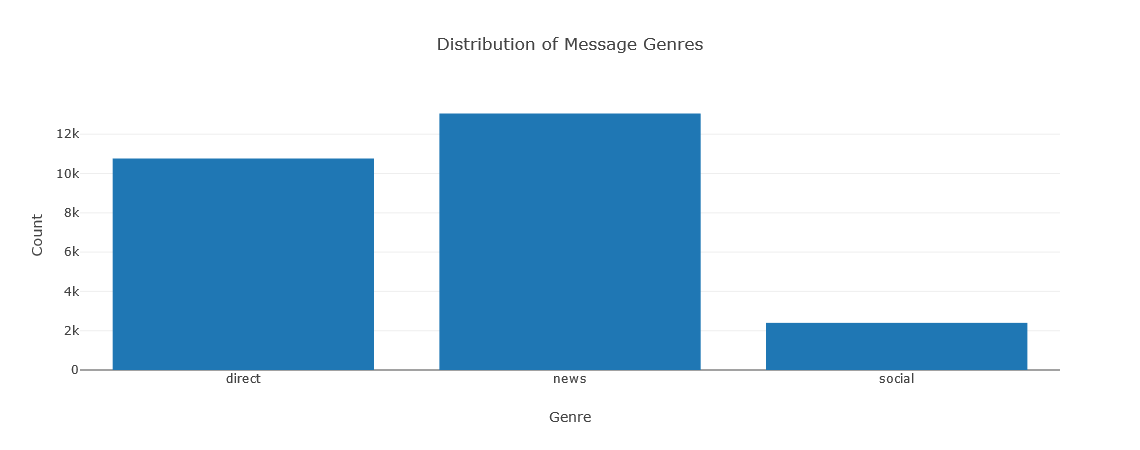 Distribution of Message Genres
12k
10k
8k
6k
4k
2k
0
Count
direct
news
social
Genre